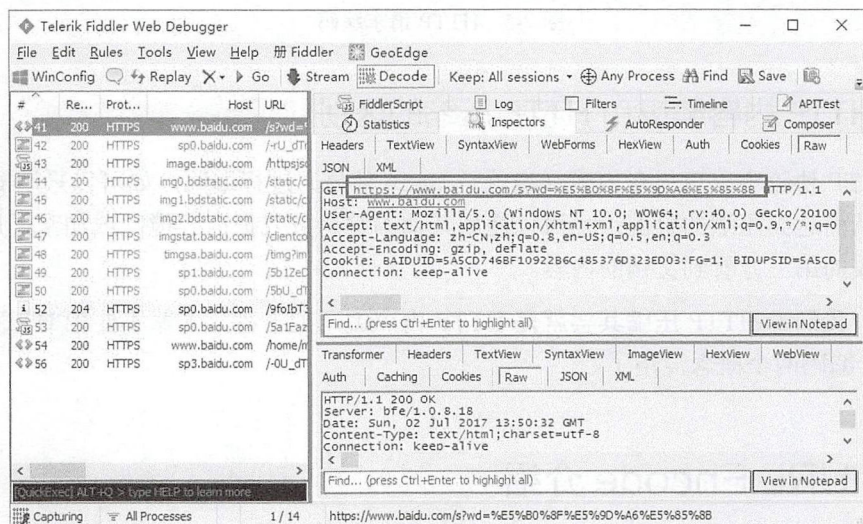 Telerik Fiddler Web Debugger
File Edit Rules Tools View Help Fiddler GeoEdge
WinConfig Replay X Go Stream Decode Keep: All sessions Any Process Find Save
# Re... Prot... Host URL
41 200 HTTPS www.baidu.com /s?wd=
42 200 HTTPS sp0.baidu.com /-rU_dTr
43 200 HTTPS image.baidu.com /httpsjsc
44 200 HTTPS img0.bdstatic.com /static/c
45 200 HTTPS img1.bdstatic.com /static/c
46 200 HTTPS img2.bdstatic.com /static/c
47 200 HTTPS imgstat.baidu.com /clientco
48 200 HTTPS timgsa.baidu.com /timg?im
49 200 HTTPS sp1.baidu.com /5b1ZeD
50 200 HTTPS sp0.baidu.com /5bU_dT
52 204 HTTPS sp0.baidu.com /9foIbT3
53 200 HTTPS sp0.baidu.com /5a1Faz
54 200 HTTPS www.baidu.com /home/m
56 200 HTTPS sp3.baidu.com /-0U_dT
[QuickExec] ALT+Q > type HELP to learn more
FiddlerScript Log Filters Timeline APITest
Statistics Inspectors AutoResponder Composer
Headers TextView SyntaxView WebForms HexView Auth Cookies Raw
JSON XML
GET https://www.baidu.com/s?wd=%E5%B0%8F%E5%9D%A6%E5%85%8B HTTP/1.1
Host: www.baidu.com
User-Agent: Mozilla/5.0 (Windows NT 10.0; WOW64; rv:40.0) Gecko/20100
Accept: text/html,application/xhtml+xml,application/xml;q=0.9,*/*;q=0
Accept-Language: zh-CN,zh;q=0.8,en-US;q=0.5,en;q=0.3
Accept-Encoding: gzip, deflate
Cookie: BAIDUID=5A5CD746BF10922B6C485376D323ED03:FG=1; BIDUPSID=5A5CD
Connection: keep-alive
Find... (press Ctrl+Enter to highlight all) View in Notepad
Transformer Headers TextView SyntaxView ImageView HexView WebView
Auth Caching Cookies Raw JSON XML
HTTP/1.1 200 OK
Server: bfe/1.0.8.18
Date: Sun, 02 Jul 2017 13:50:32 GMT
Content-Type: text/html;charset=utf-8
Connection: keep-alive
Find... (press Ctrl+Enter to highlight all) View in Notepad
Capturing All Processes 1 / 14 https://www.baidu.com/s?wd=%E5%B0%8F%E5%9D%A6%E5%85%8B